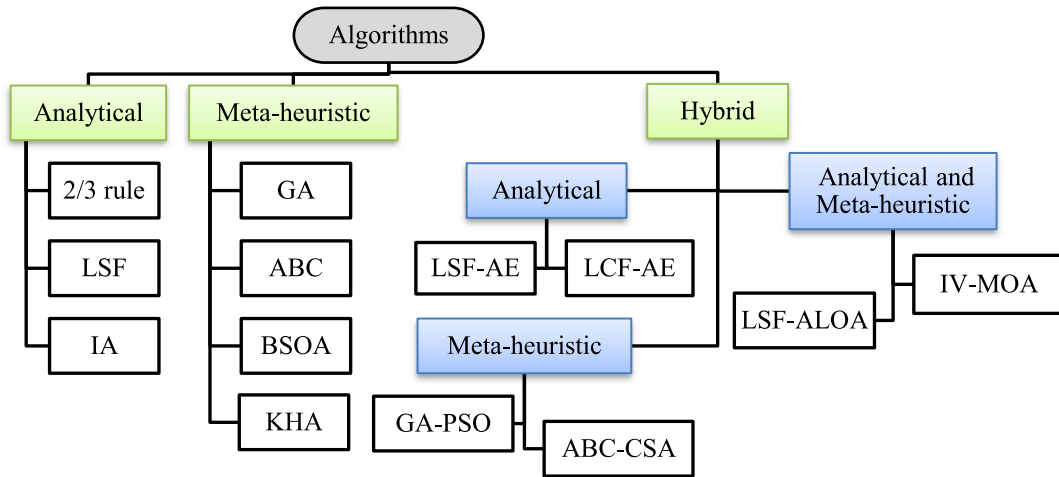 Algorithms
Analytical
Meta-heuristic
Hybrid
2/3 rule
LSF
IA
GA
ABC
BSOA
KHA
Analytical
LSF-AE
LCF-AE
Meta-heuristic
GA-PSO
ABC-CSA
Analytical and
Meta-heuristic
IV-MOA
LSF-ALOA